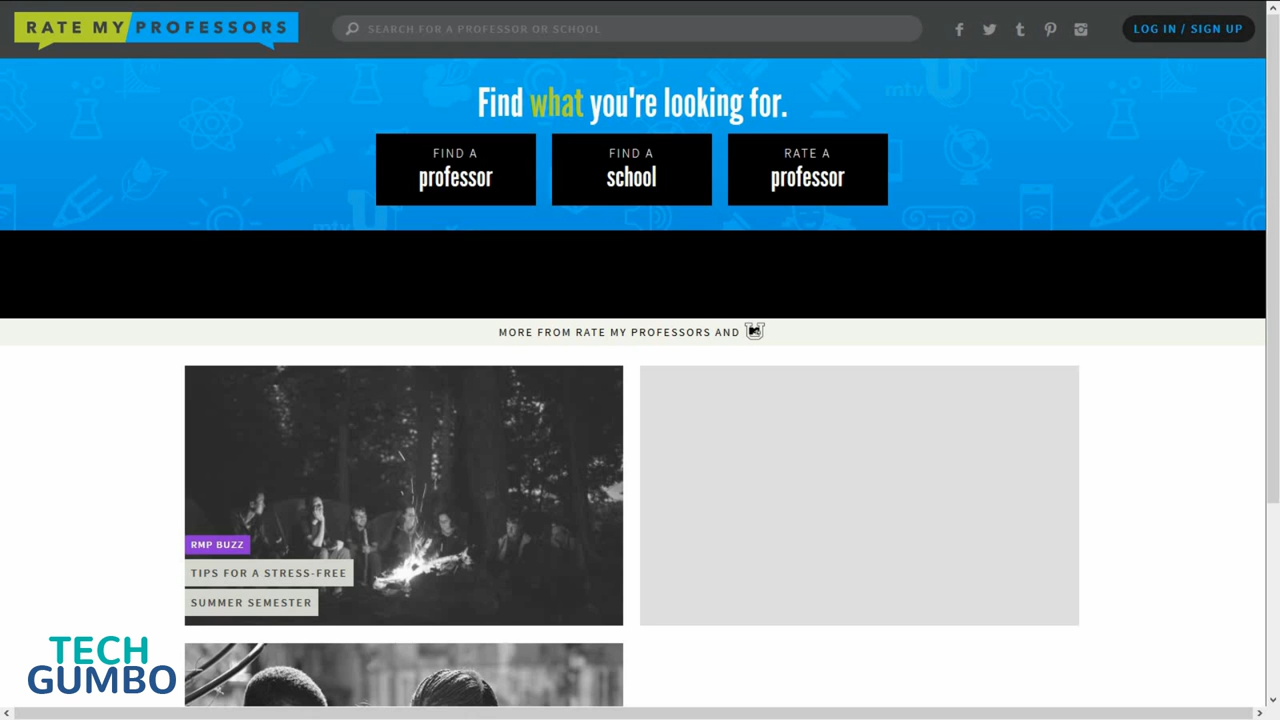 RATE MY PROFESSORS
SEARCH FOR A PROFESSOR OR SCHOOL
LOG IN / SIGN UP
mtv U
Find what you're looking for.
FIND A
professor
FIND A
school
RATE A
professor
mtv U
MORE FROM RATE MY PROFESSORS AND
RMP BUZZ
TIPS FOR A STRESS-FREE
SUMMER SEMESTER
TECH
GUMBO